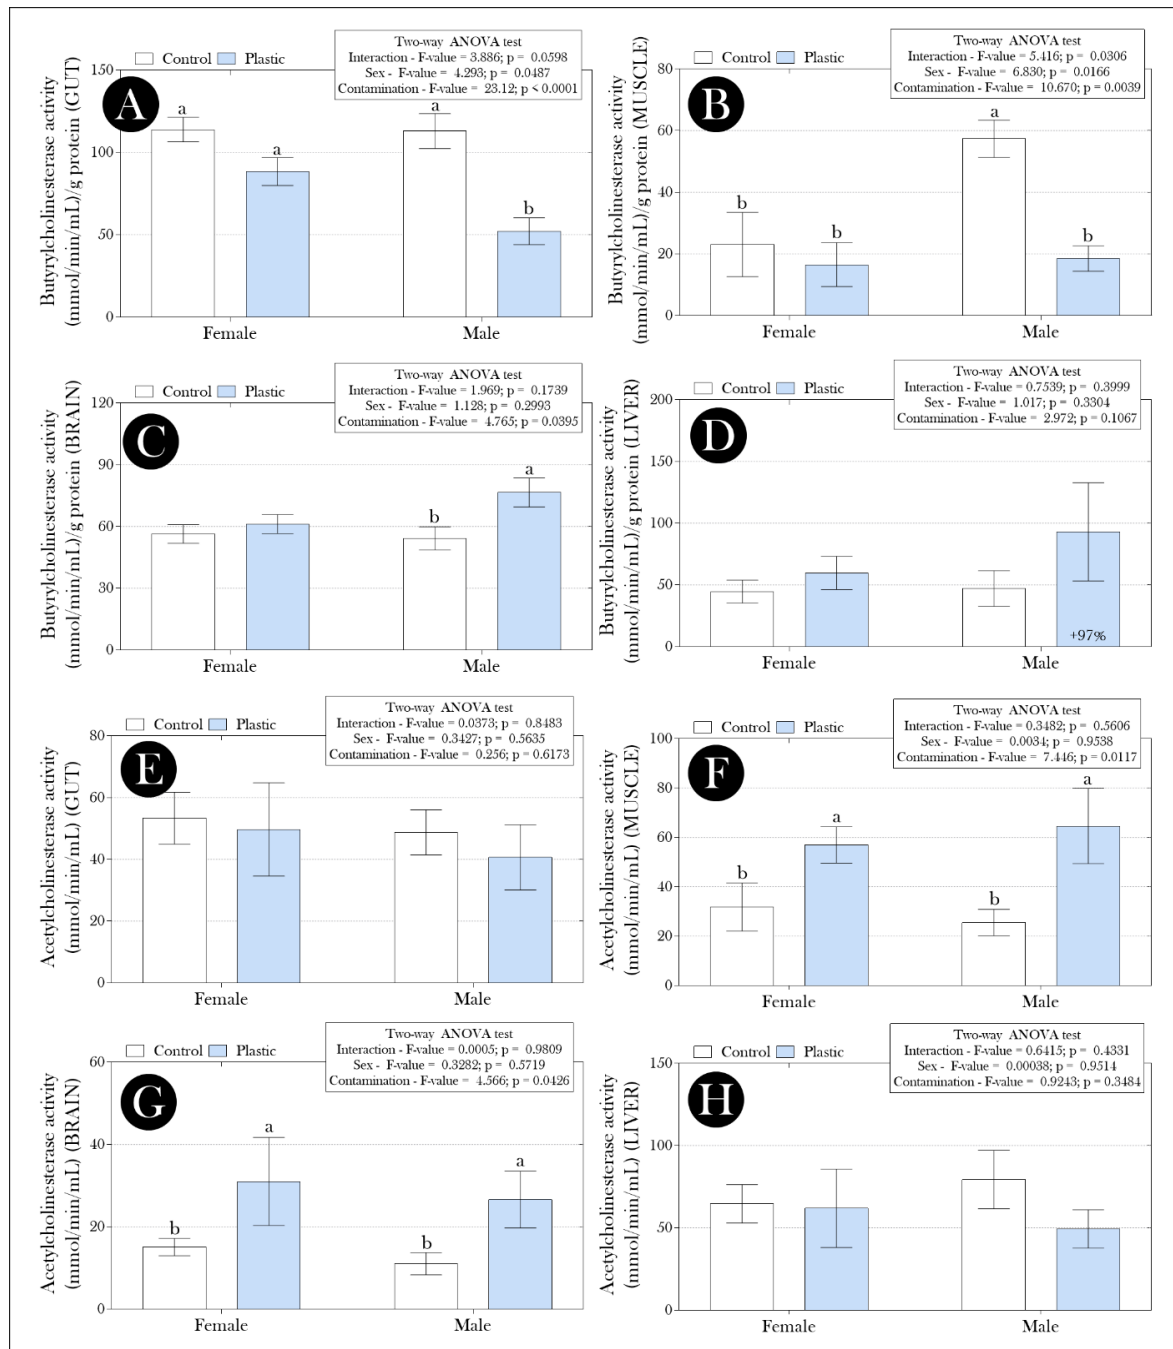 Control Plastic
Two-way ANOVA test
Interaction - F-value = 3.886; p = 0.0598
Sex - F-value = 4.293; p = 0.0487
Contamination - F-value = 23.12; p < 0.0001
Butyrylcholinesterase activity
(mmol/min/mL)/g protein (GUT)
A
150
100
50
0
a
a
a
b
Female Male
Control Plastic
Two-way ANOVA test
Interaction - F-value = 5.416; p = 0.0306
Sex - F-value = 6.830; p = 0.0166
Contamination - F-value = 10.670; p = 0.0039
Butyrylcholinesterase activity
(mmol/min/mL)/g protein (MUSCLE)
B
80
60
40
20
0
b
b
a
b
Female Male
Control Plastic
Two-way ANOVA test
Interaction - F-value = 1.969; p = 0.1739
Sex - F-value = 1.128; p = 0.2993
Contamination - F-value = 4.765; p = 0.0395
Butyrylcholinesterase activity
(mmol/min/mL)/g protein (BRAIN)
C
120
90
60
30
0
b
a
Female Male
Control Plastic
Two-way ANOVA test
Interaction - F-value = 0.7539; p = 0.3999
Sex - F-value = 1.017; p = 0.3304
Contamination - F-value = 2.972; p = 0.1067
Butyrylcholinesterase activity
(mmol/min/mL)/g protein (LIVER)
D
200
150
100
50
0
+97%
Female Male
Control Plastic
Two-way ANOVA test
Interaction - F-value = 0.0373; p = 0.8483
Sex - F-value = 0.3427; p = 0.5635
Contamination - F-value = 0.256; p = 0.6173
Acetylcholinesterase activity
(mmol/min/mL) (GUT)
E
80
60
40
20
0
Female Male
Control Plastic
Two-way ANOVA test
Interaction - F-value = 0.3482; p = 0.5606
Sex - F-value = 0.0034; p = 0.9538
Contamination - F-value = 7.446; p = 0.0117
Acetylcholinesterase activity
(mmol/min/mL) (MUSCLE)
F
100
80
60
40
20
0
b
a
b
a
Female Male
Control Plastic
Two-way ANOVA test
Interaction - F-value = 0.0005; p = 0.9809
Sex - F-value = 0.3282; p = 0.5719
Contamination - F-value = 4.566; p = 0.0426
Acetylcholinesterase activity
(mmol/min/mL) (BRAIN)
G
60
40
20
0
b
a
b
a
Female Male
Control Plastic
Two-way ANOVA test
Interaction - F-value = 0.6415; p = 0.4331
Sex - F-value = 0.00038; p = 0.9514
Contamination - F-value = 0.9243; p = 0.3484
Acetylcholinesterase activity
(mmol/min/mL) (LIVER)
H
150
100
50
0
Female Male